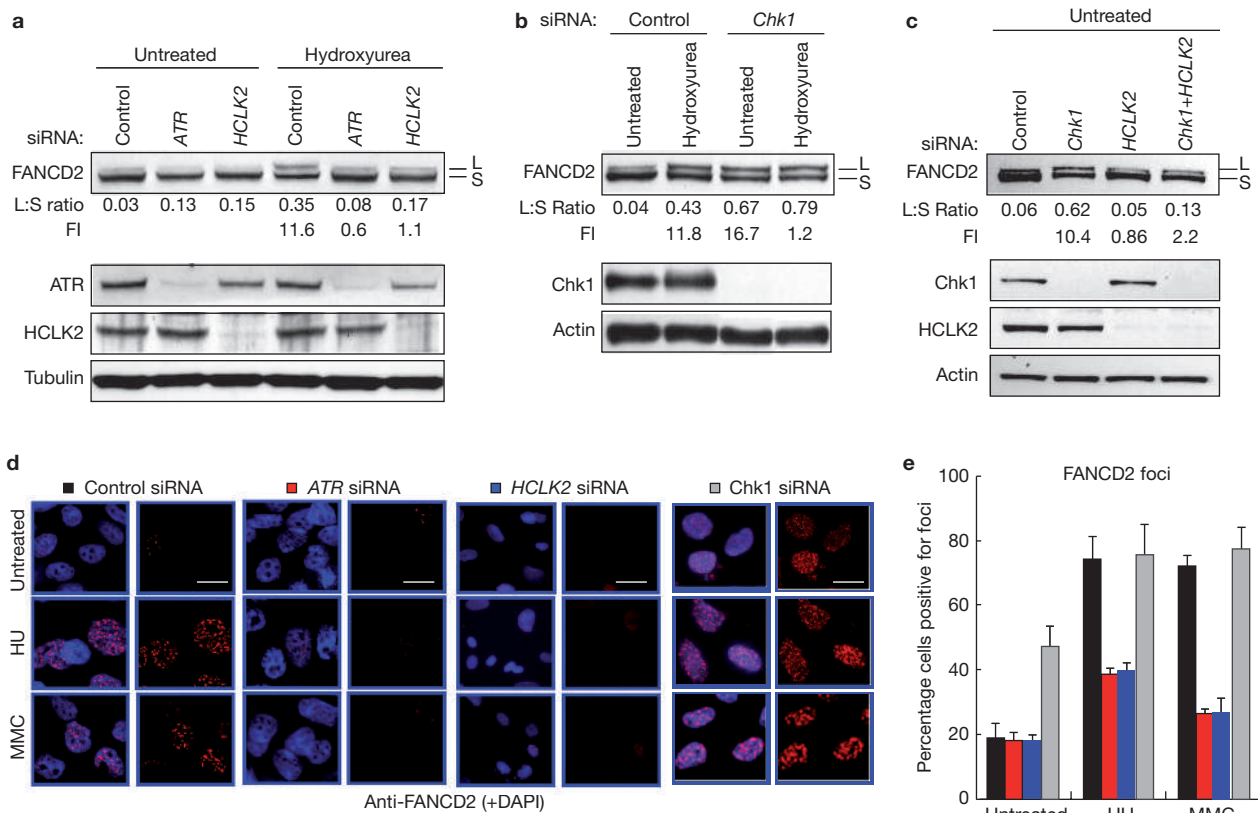 a
Untreated Hydroxyurea
siRNA: Control ATR HCLK2 Control ATR HCLK2
FANCD2 L
S
L:S ratio 0.03 0.13 0.15 0.35 0.08 0.17
FI 11.6 0.6 1.1
ATR
HCLK2
Tubulin
b
siRNA: Control Chk1
Untreated Hydroxyurea Untreated Hydroxyurea
FANCD2 L
S
L:S Ratio 0.04 0.43 0.67 0.79
FI 11.8 16.7 1.2
Chk1
Actin
c
Untreated
siRNA: Control Chk1 HCLK2 Chk1+HCLK2
FANCD2 L
S
L:S Ratio 0.06 0.62 0.05 0.13
FI 10.4 0.86 2.2
Chk1
HCLK2
Actin
d
Control siRNA ATR siRNA HCLK2 siRNA Chk1 siRNA
Untreated
HU
MMC
Anti-FANCD2 (+DAPI)
e
FANCD2 foci
Percentage cells positive for foci
100
80
60
40
20
0
Untreated HU MMC